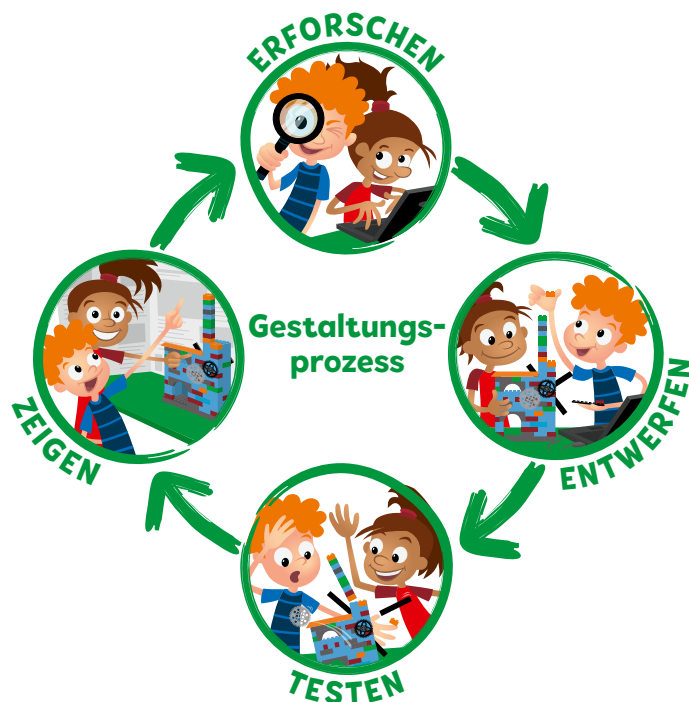 ERFORSCHEN
Gestaltungs-
prozess
ENTWERFEN
ZEIGEN
TESTEN